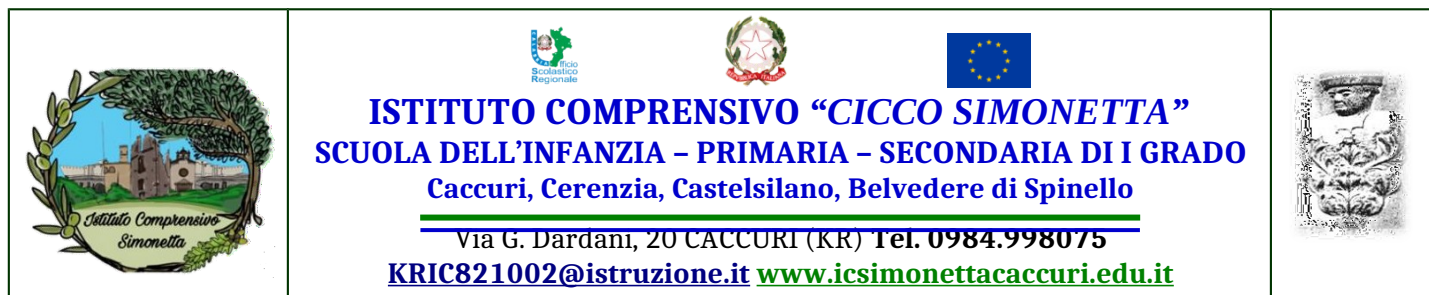 Istituto Comprensivo
Simonetta
Ufficio
Scolastico
Regionale
ISTITUTO COMPRENSIVO “CICCO SIMONETTA”
SCUOLA DELL’INFANZIA – PRIMARIA – SECONDARIA DI I GRADO
Caccuri, Cerenzia, Castelsilano, Belvedere di Spinello
Via G. Dardani, 20 CACCURI (KR) Tel. 0984.998075
KRIC821002@istruzione.it www.icsimonettacaccuri.edu.it